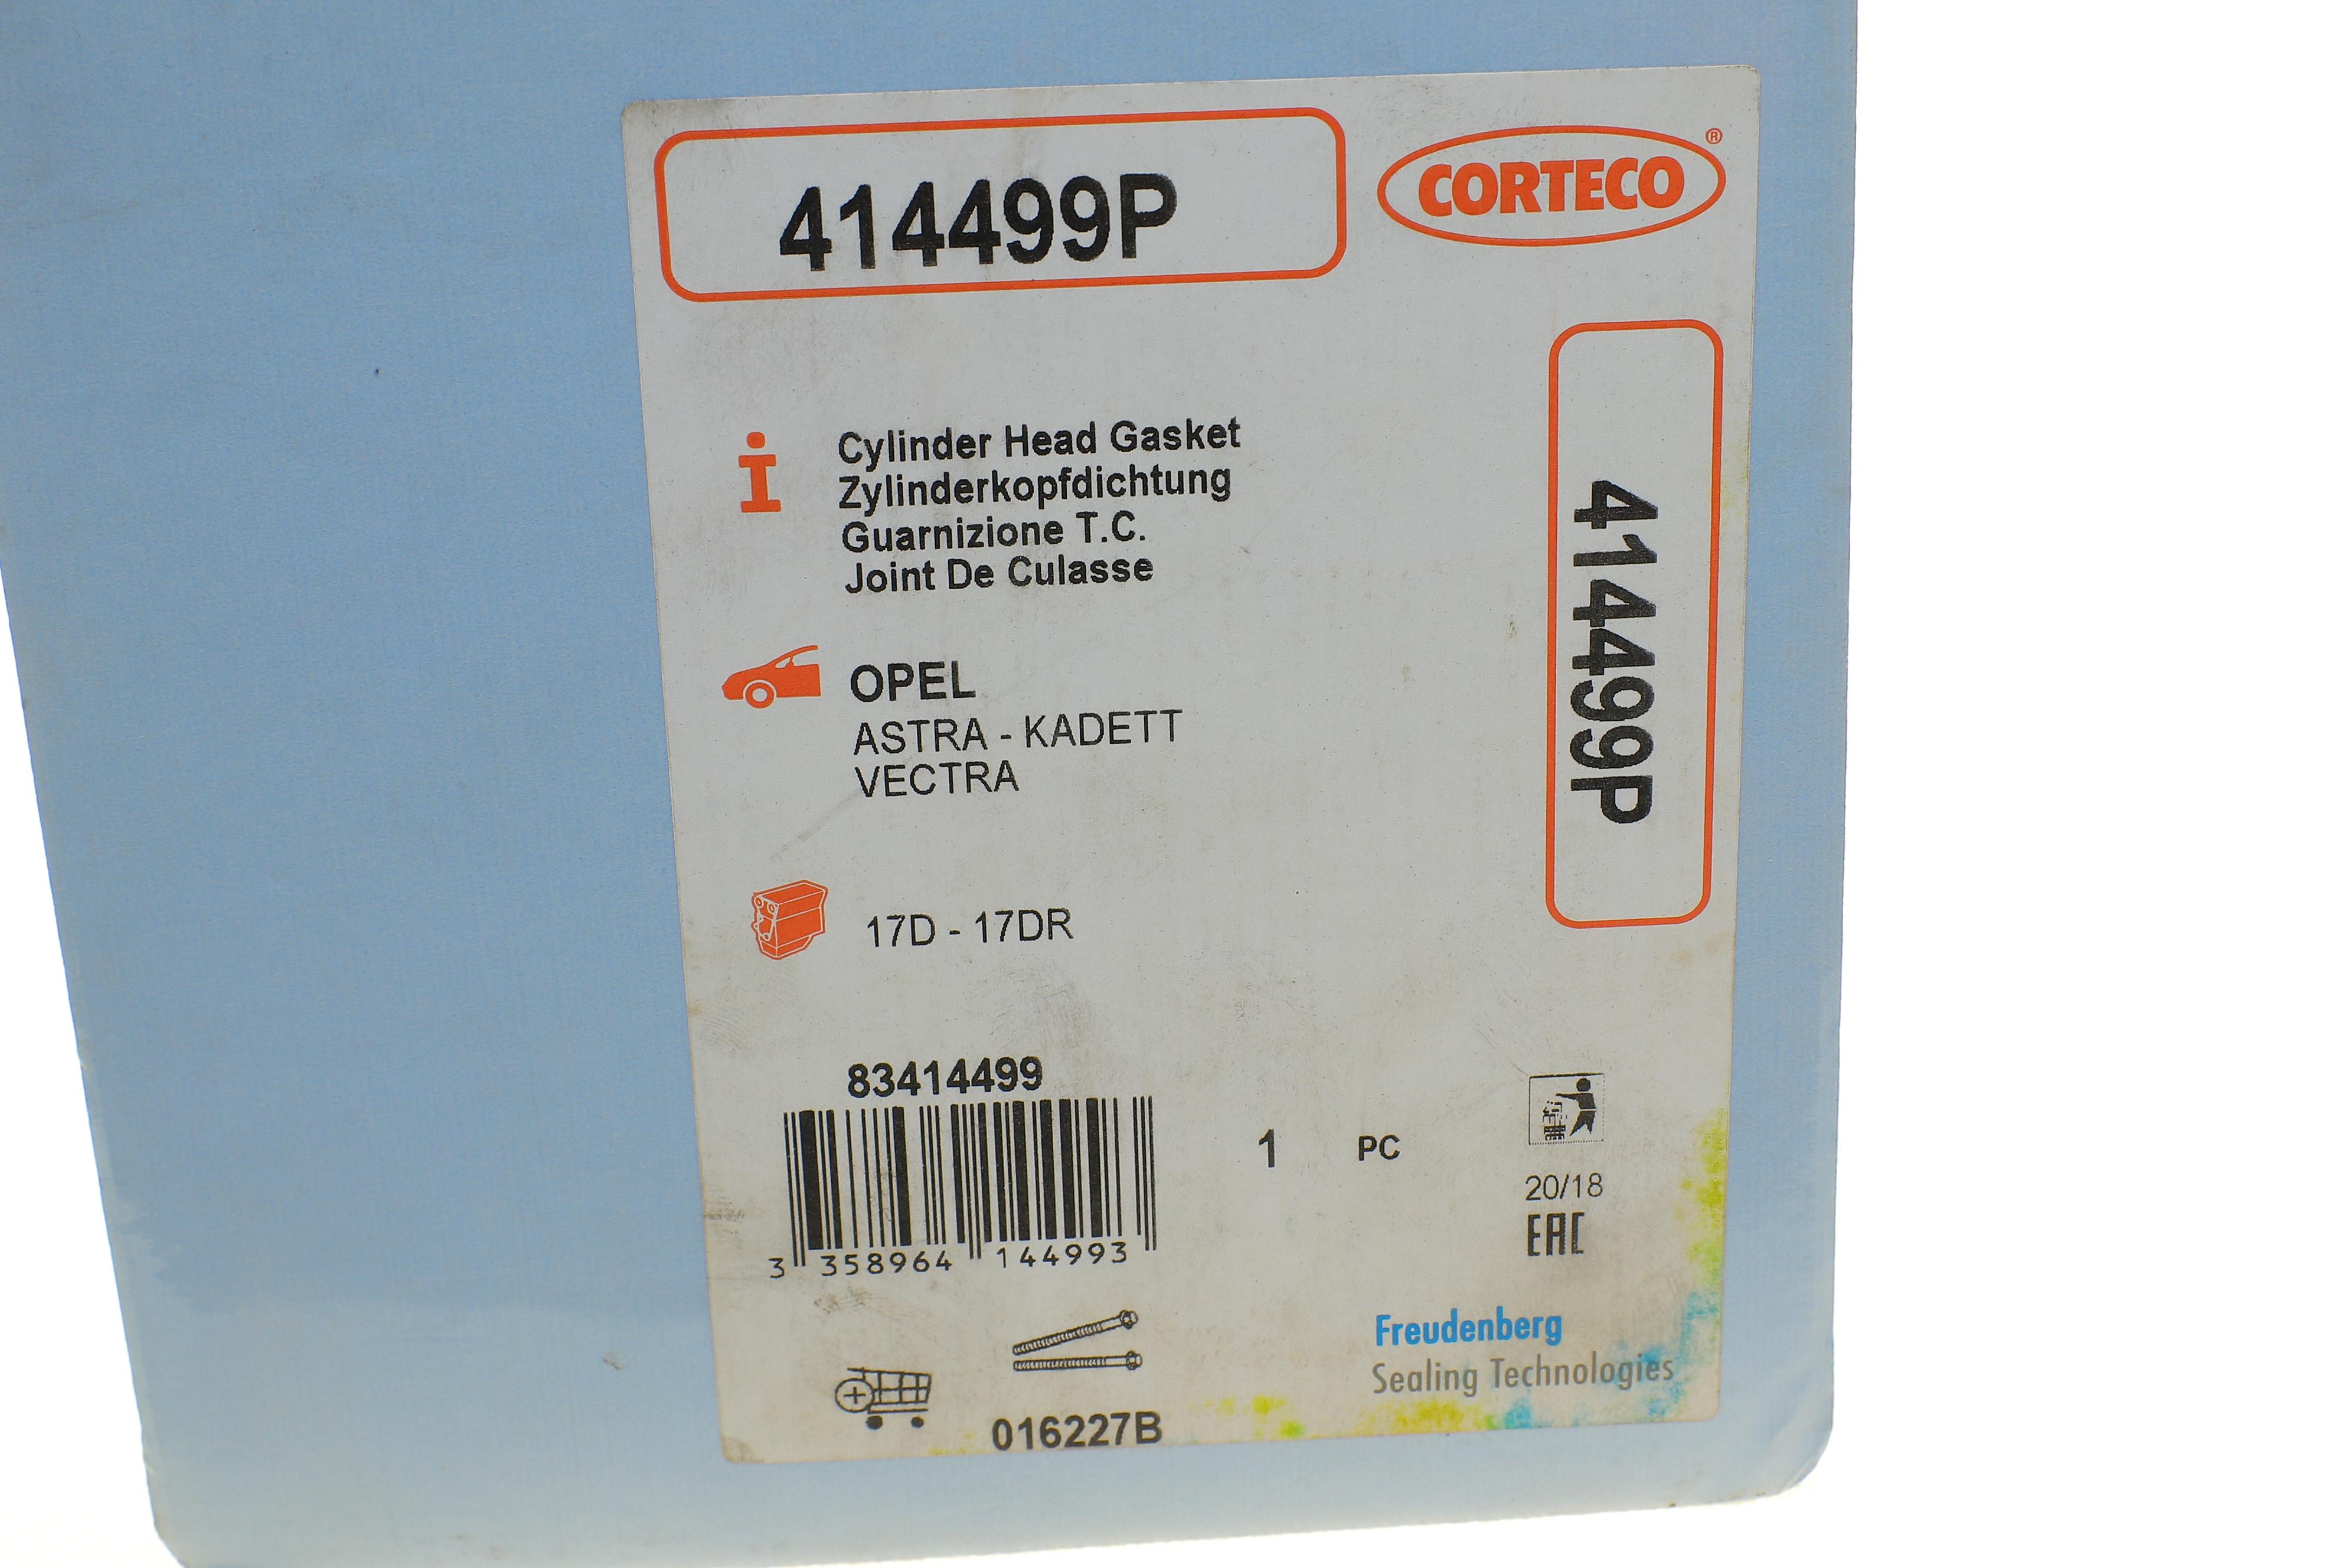 414499P
CORTECO®
Cylinder Head Gasket
Zylinderkopfdichtung
Guarnizione T.C.
Joint De Culasse
414499P
OPEL
ASTRA - KADETT
VECTRA
17D - 17DR
83414499
3 358964 144993
1 PC
20/18
EAC
Freudenberg
Sealing Technologies
016227B